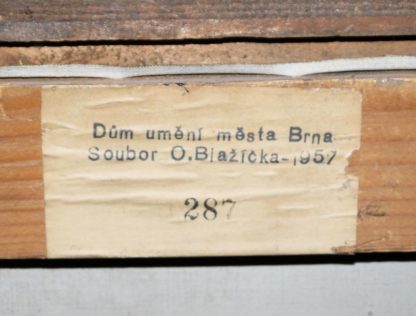 Dům umění města Brna
Soubor O.Blažíčka-1957
287